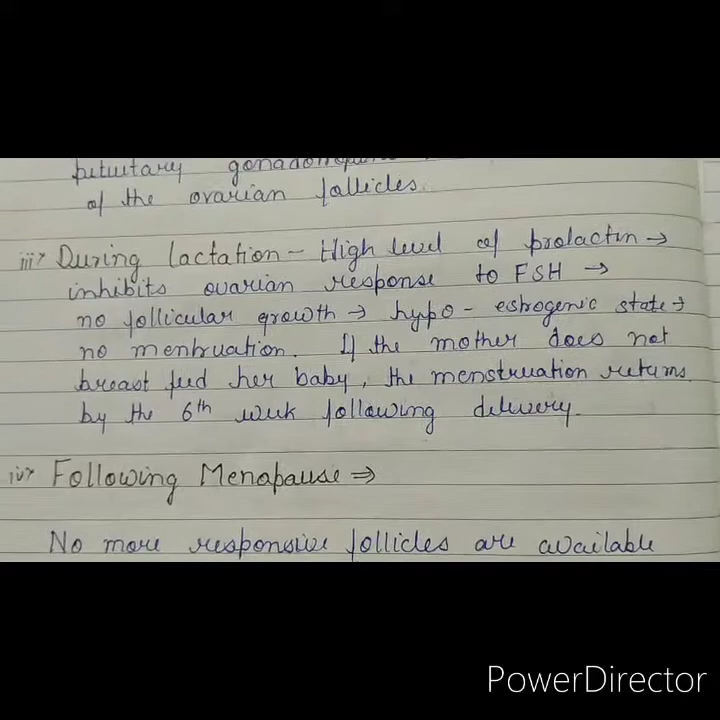 pituitary
of the ovarian follicles.
iii> During lactation - High level of prolactin →
inhibits ovarian response to FSH →
no follicular growth → hypo - estrogenic state →
no menbruation. If the mother does not
breast feed her baby, the menstruation returns
by the 6th week following delivery.
iv> Following Menopause ⇒
No more responsive follicles are available
PowerDirector